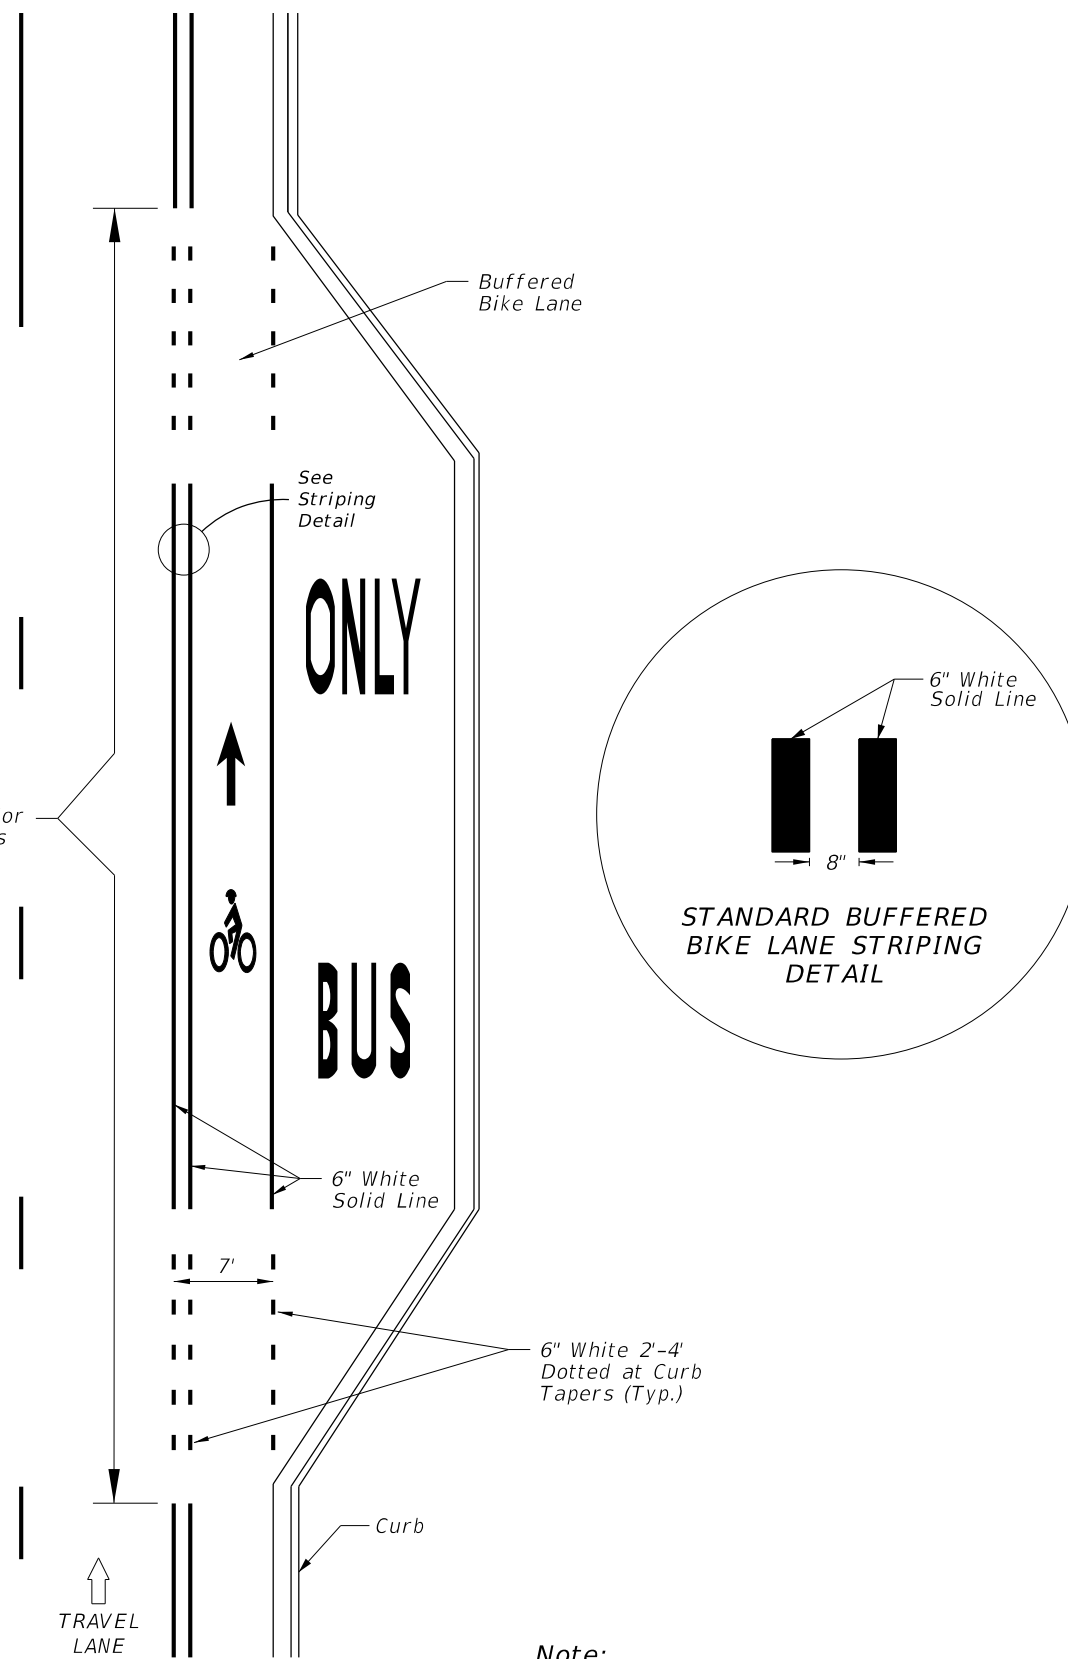 Buffered
Bike Lane
See
Striping
Detail
ONLY
6" White
Solid Line
or
s
8"
STANDARD BUFFERED
BIKE LANE STRIPING
DETAIL
BUS
6" White
Solid Line
7'
6" White 2'-4'
Dotted at Curb
Tapers (Typ.)
Curb
TRAVEL
LANE
Note: